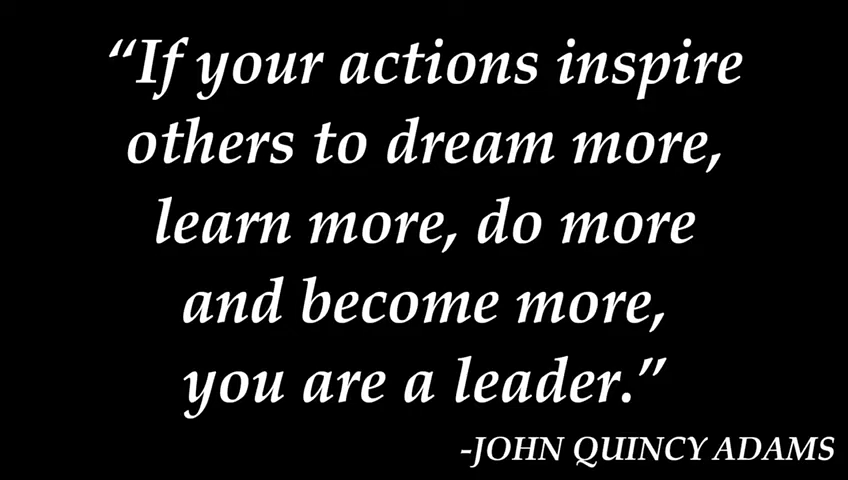 “If your actions inspire
others to dream more,
learn more, do more
and become more,
you are a leader.”
-JOHN QUINCY ADAMS